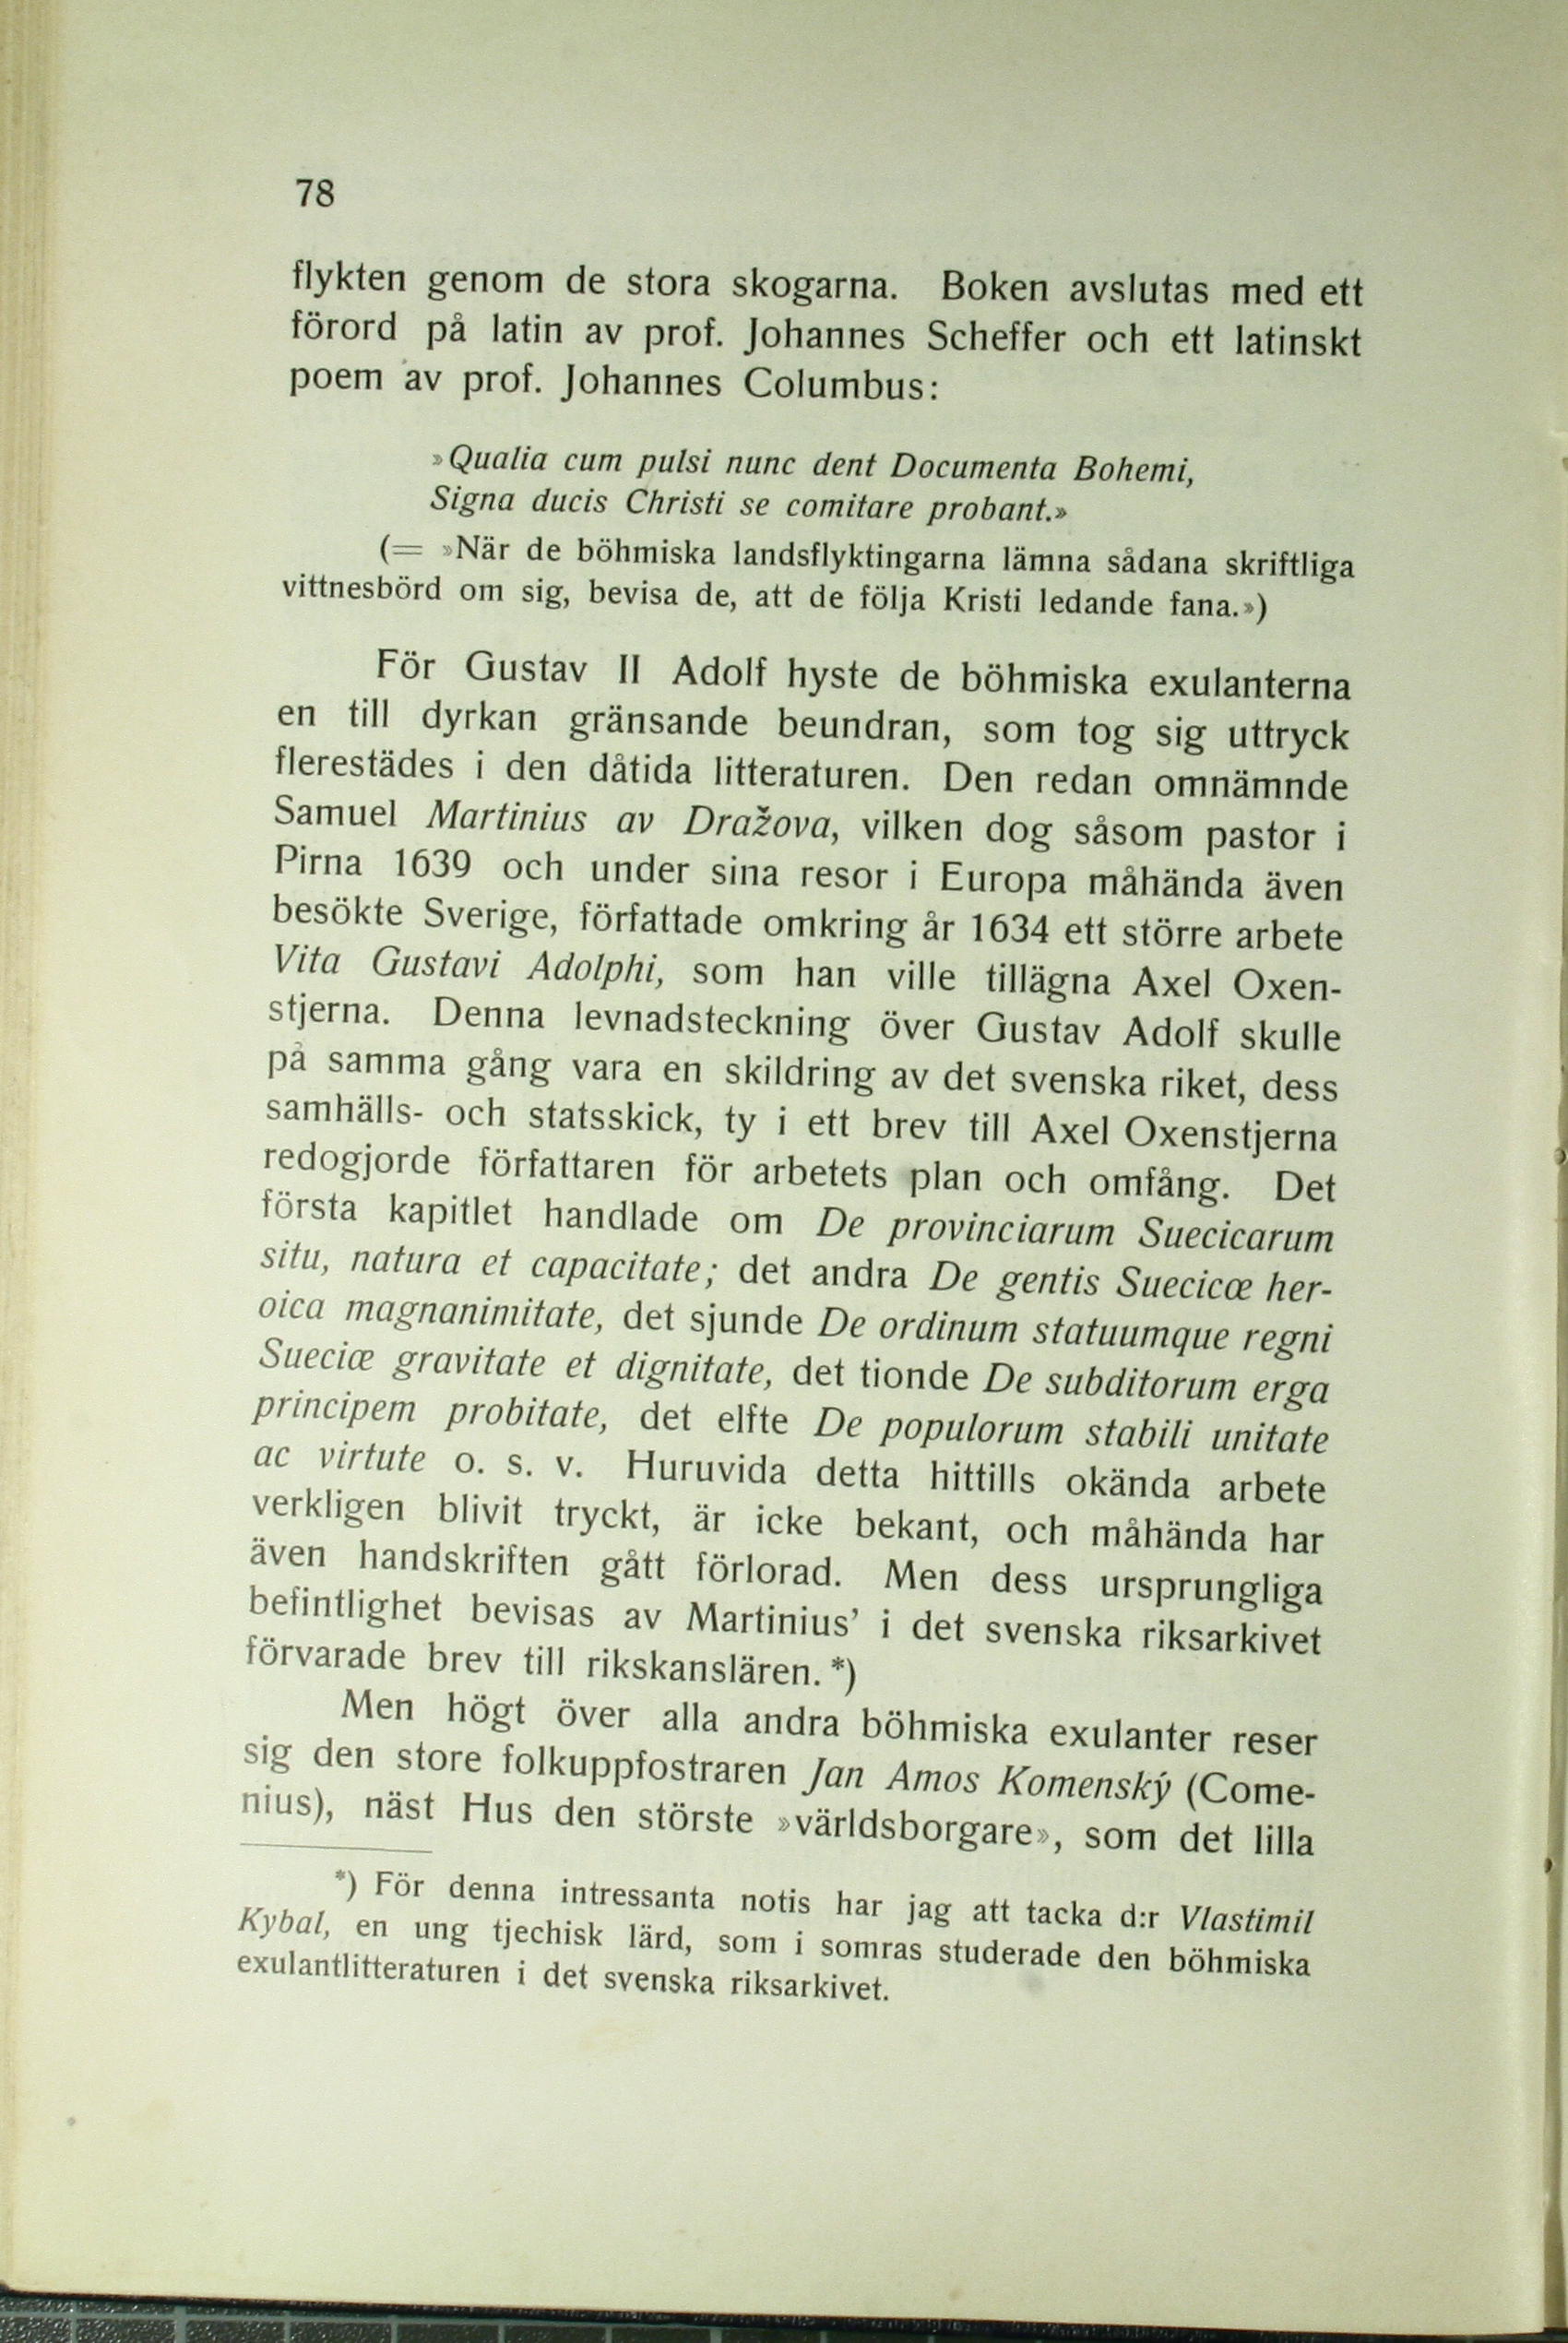 78
flykten genom de stora skogarna. Boken avslutas med ett
förord på latin av prof. Johannes Scheffer och ett latinskt
poem av prof. Johannes Columbus:
»Qualia cum pulsi nunc dent Documenta Bohemi,
Signa ducis Christi se comitare probant.»
(= »När de böhmiska landsflyktingarna lämna sådana skriftliga
vittnesbörd om sig, bevisa de, att de följa Kristi ledande fana.»)
För Gustav II Adolf hyste de böhmiska exulanterna
en till dyrkan gränsande beundran, som tog sig uttryck
flerestädes i den dåtida litteraturen. Den redan omnämnde
Samuel Martinius av Dražova, vilken dog såsom pastor i
Pirna 1639 och under sina resor i Europa måhända även
besökte Sverige, författade omkring år 1634 ett större arbete
Vita Gustavi Adolphi, som han ville tillägna Axel Oxen-
stjerna. Denna levnadsteckning över Gustav Adolf skulle
på samma gång vara en skildring av det svenska riket, dess
samhälls- och statsskick, ty i ett brev till Axel Oxenstjerna
redogjorde författaren för arbetets plan och omfång. Det
första kapitlet handlade om De provinciarum Suecicarum
situ, natura et capacitate; det andra De gentis Suecicæ her-
oica magnanimitate, det sjunde De ordinum statuumque regni
Sueciæ gravitate et dignitate, det tionde De subditorum erga
principem probitate, det elfte De populorum stabili unitate
ac virtute o. s. v. Huruvida detta hittills okända arbete
verkligen blivit tryckt, är icke bekant, och måhända har
även handskriften gått förlorad. Men dess ursprungliga
befintlighet bevisas av Martinius’ i det svenska riksarkivet
förvarade brev till rikskanslären. *)
Men högt över alla andra böhmiska exulanter reser
sig den store folkuppfostraren Jan Amos Komenský (Come-
nius), näst Hus den störste »världsborgare», som det lilla
*) För denna intressanta notis har jag att tacka d:r Vlastimil
Kybal, en ung tjechisk lärd, som i somras studerade den böhmiska
exulantlitteraturen i det svenska riksarkivet.